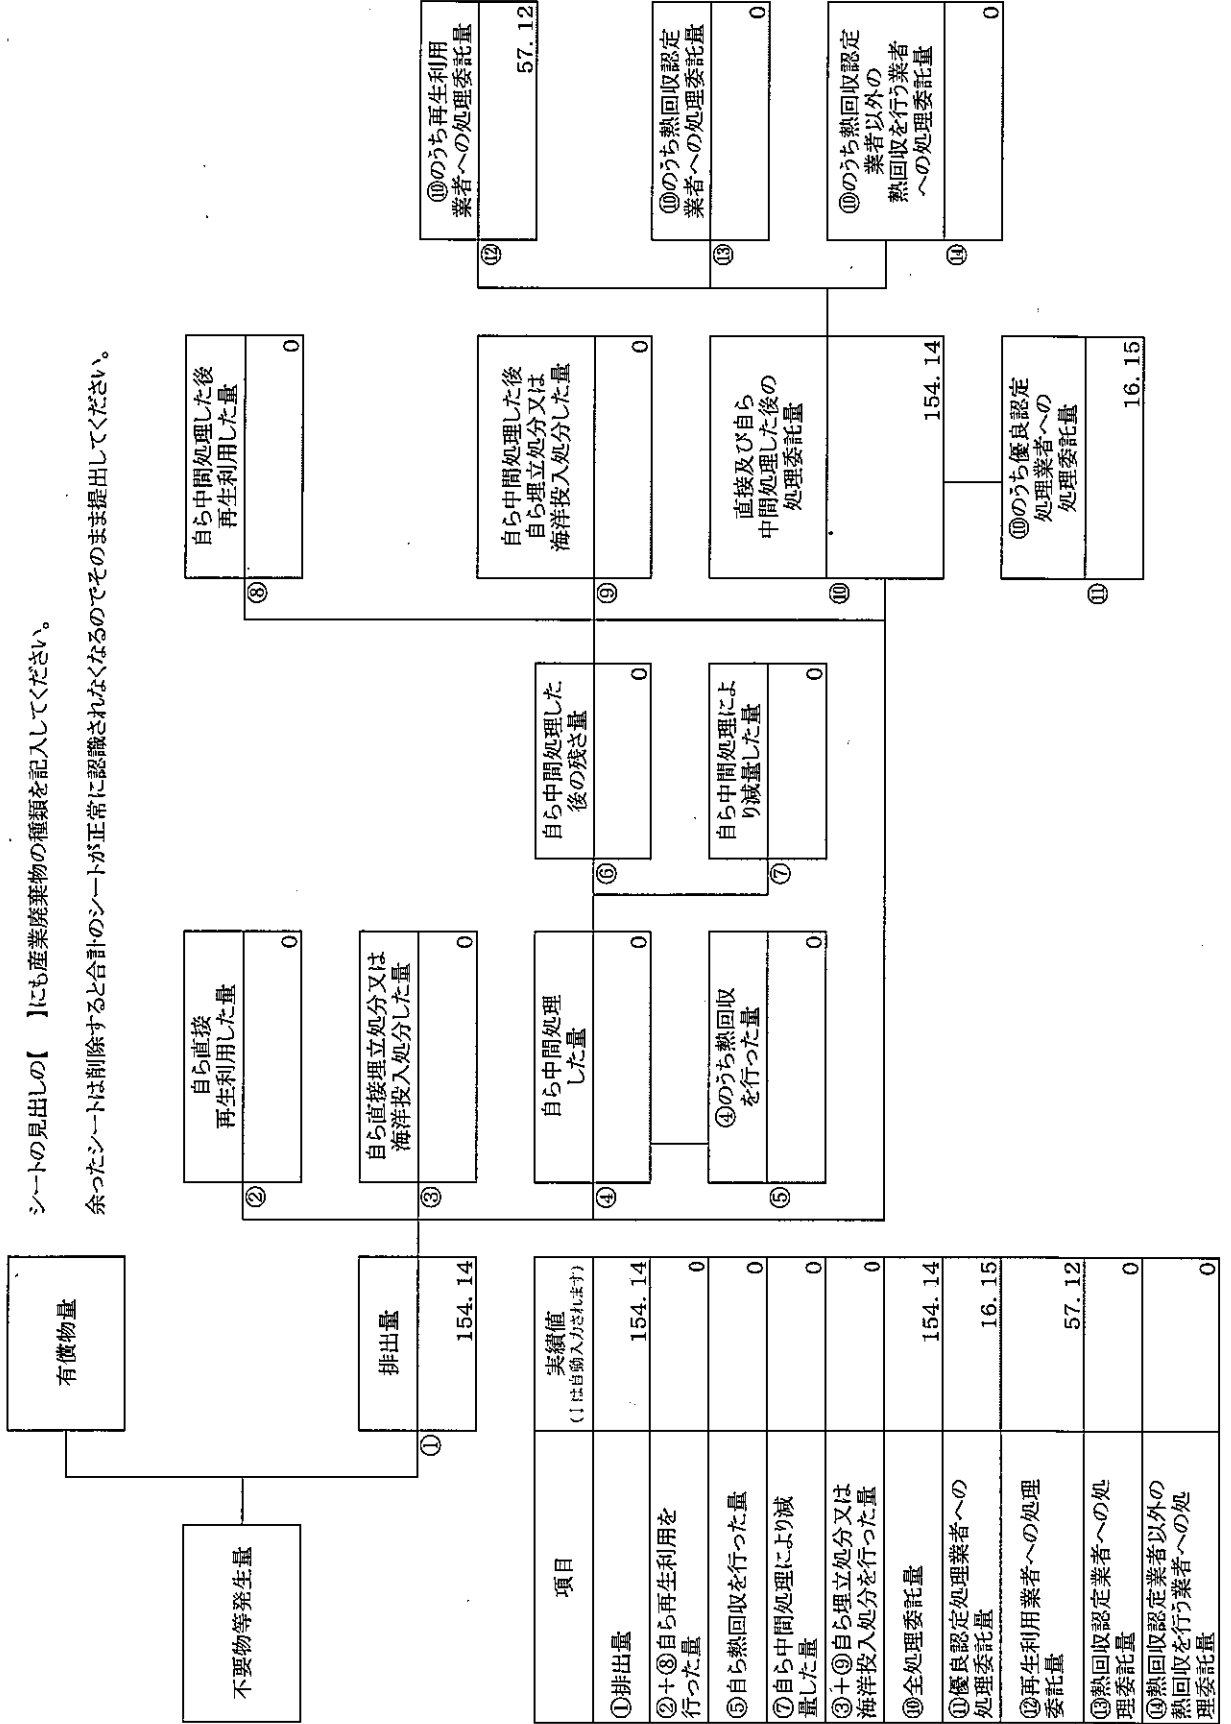 シートの見出しの【　　】にも産業廃棄物の種類を記入してください。
余ったシートは削除すると合計のシートが正常に認識されなくなるのでそのまま提出してください。
不要物等発生量
有償物量
①
排出量
154.14
②
自ら直接
再生利用した量
0
③
自ら直接埋立処分又は
海洋投入処分した量
0
④
自ら中間処理
した量
0
⑤
④のうち熱回収
を行った量
0
⑥
自ら中間処理した
後の残さ量
0
⑦
自ら中間処理によ
り減量した量
0
⑧
自ら中間処理した後
再生利用した量
0
⑨
自ら中間処理した後
自ら埋立処分又は
海洋投入処分した量
0
⑩
直接及び自ら
中間処理した後の
処理委託量
154.14
⑪
⑩のうち優良認定
処理業者への
処理委託量
16.15
⑫
⑩のうち再生利用
業者への処理委託量
57.12
⑬
⑩のうち熱回収認定
業者への処理委託量
0
⑭
⑩のうち熱回収認定
業者以外の
熱回収を行う業者
への処理委託量
0
項目
実績値
(①は自動入力されます)
①排出量
154.14
②+⑧自ら再生利用を
行った量
0
⑤自ら熱回収を行った量
0
⑦自ら中間処理により減
量した量
0
③+⑨自ら埋立処分又は
海洋投入処分を行った量
0
⑩全処理委託量
154.14
⑪優良認定処理業者への
処理委託量
16.15
⑫再生利用業者への処理
委託量
57.12
⑬熱回収認定業者への処
理委託量
0
⑭熱回収認定業者以外の
熱回収を行う業者への処
理委託量
0